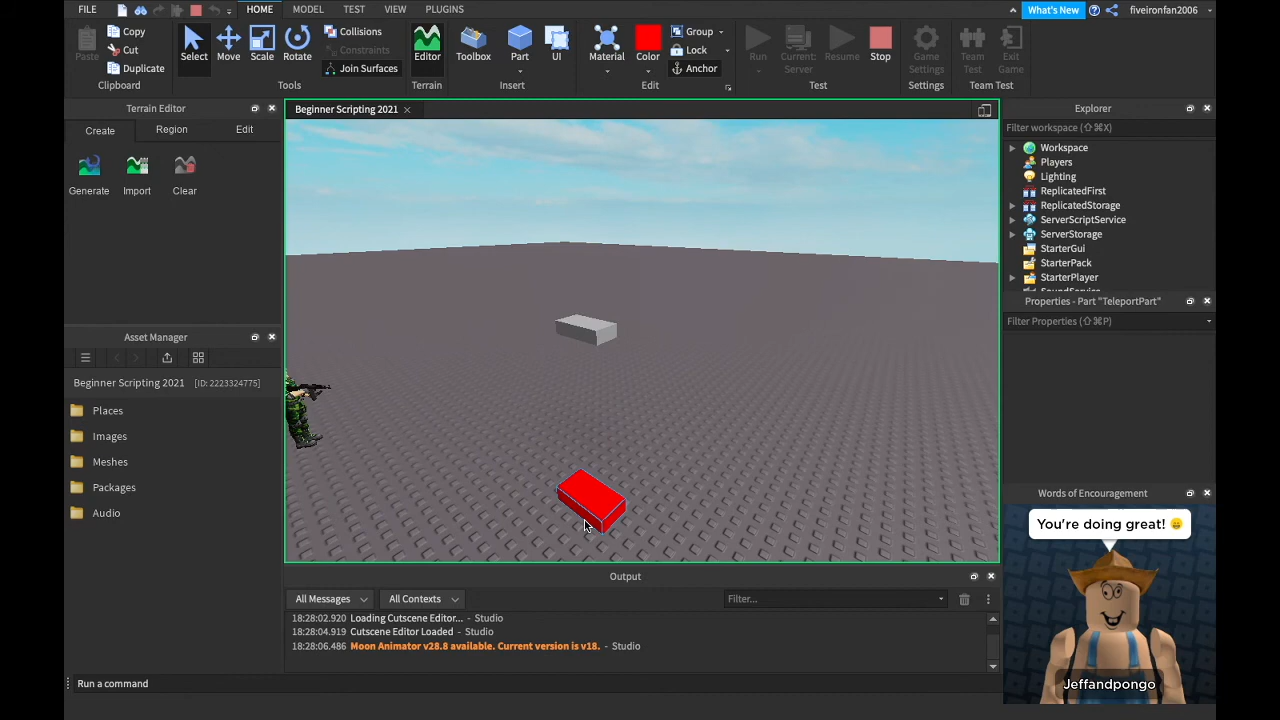 FILE HOME MODEL TEST VIEW PLUGINS What's New fiveironfan2006
Paste Copy Cut Duplicate Clipboard
Select Move Scale Rotate Collisions Constraints Join Surfaces Tools
Editor Terrain
Toolbox Part UI Insert
Material Color Group Lock Anchor Edit
Run Current: Server Resume Stop Test
Game Settings Settings
Team Test Exit Game Team Test
Terrain Editor
Create Region Edit
Generate Import Clear
Asset Manager
Beginner Scripting 2021 [ID: 2223324775]
Places
Images
Meshes
Packages
Audio
Beginner Scripting 2021
Output
All Messages All Contexts Filter...
18:28:02.920 Loading Cutscene Editor... - Studio
18:28:04.919 Cutscene Editor Loaded - Studio
18:28:06.486 Moon Animator v28.8 available. Current version is v18. - Studio
Run a command
Explorer
Filter workspace (⇧⌘X)
Workspace
Players
Lighting
ReplicatedFirst
ReplicatedStorage
ServerScriptService
ServerStorage
StarterGui
StarterPack
StarterPlayer
SoundService
Properties - Part "TeleportPart"
Filter Properties (⇧⌘P)
Words of Encouragement
You're doing great! 😄
Jeffandpongo